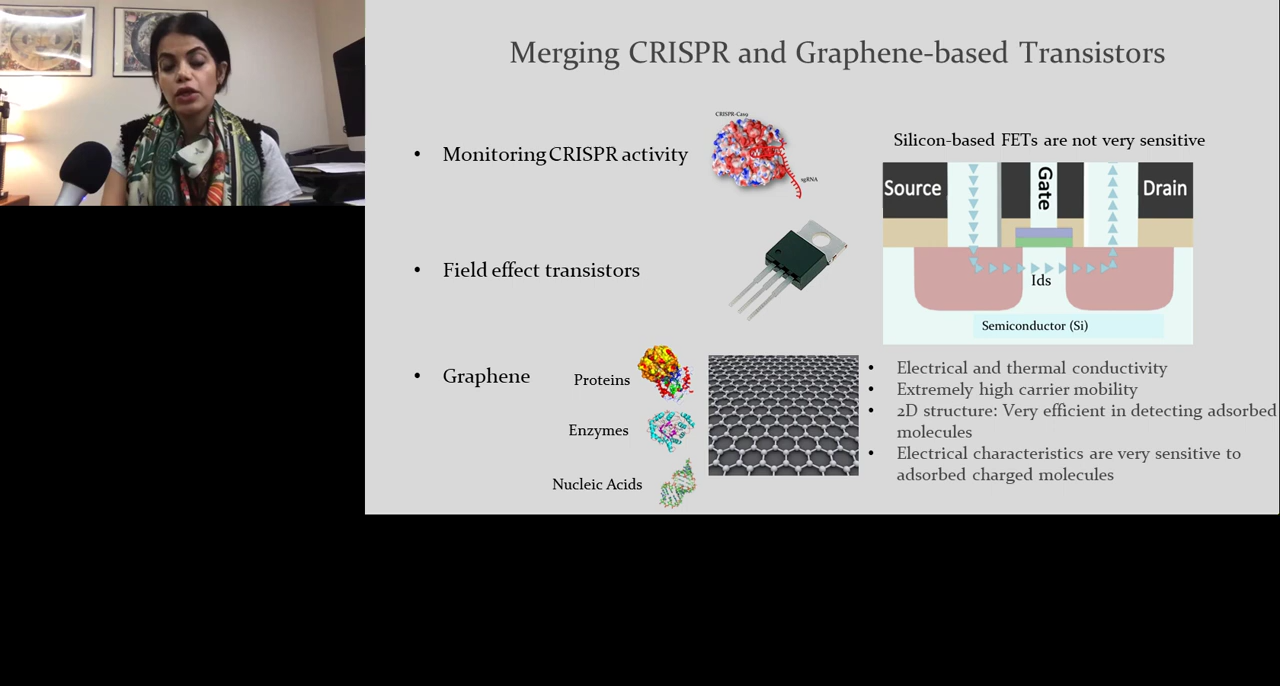 Merging CRISPR and Graphene-based Transistors
• Monitoring CRISPR activity
CRISPR-Cas9
sgRNA
Silicon-based FETs are not very sensitive
Source
Gate
Drain
Ids
Semiconductor (Si)
• Field effect transistors
• Graphene
Proteins
Enzymes
Nucleic Acids
• Electrical and thermal conductivity
• Extremely high carrier mobility
• 2D structure: Very efficient in detecting adsorbed
molecules
• Electrical characteristics are very sensitive to
adsorbed charged molecules